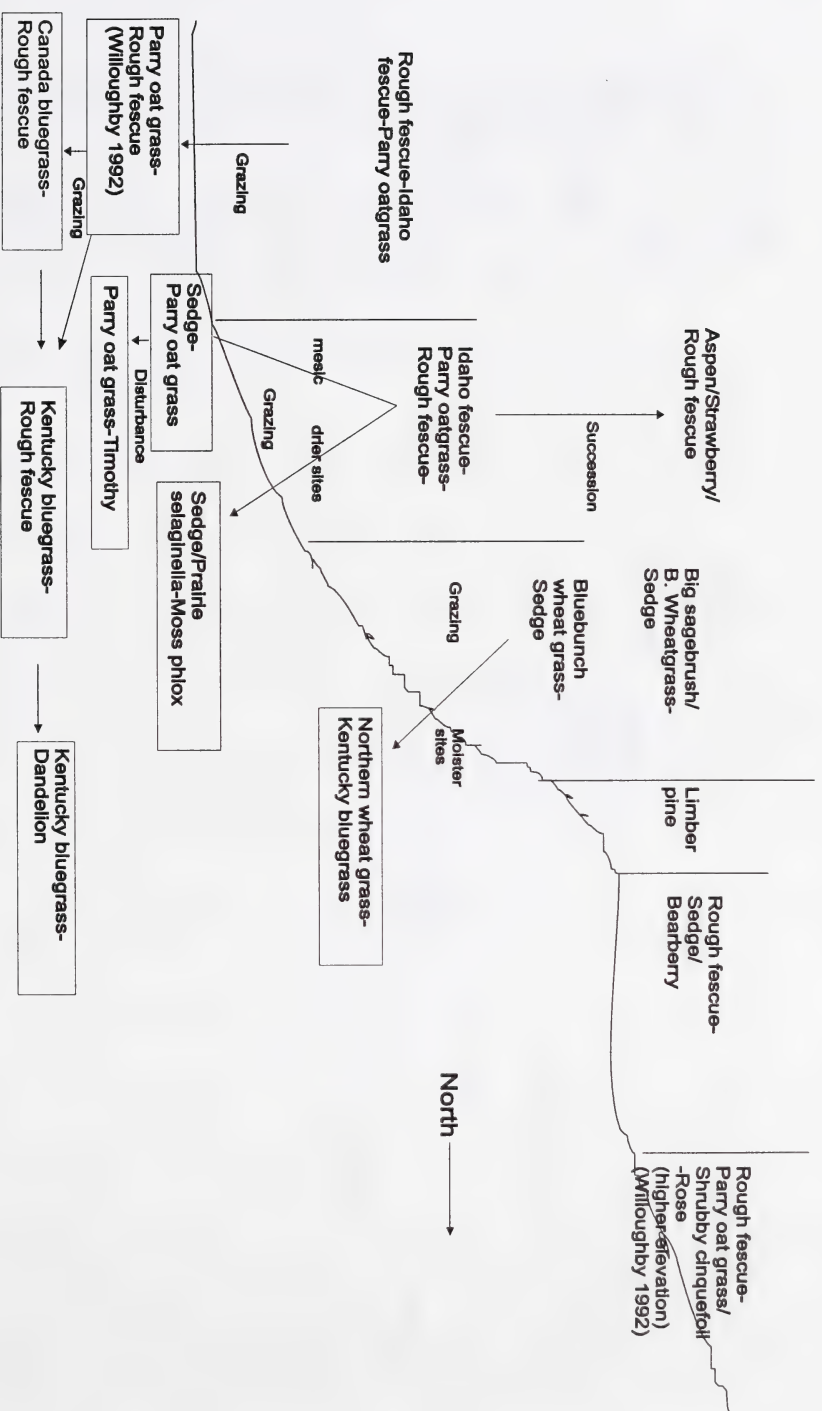 Aspen/Strawberry/
Rough fescue
Big sagebrush/
B. Wheatgrass-
Sedge
Limber
pine
Rough fescue-
Sedge/
Bearberry
Rough fescue-
Parry oat grass/
Shrubby cinquefoil
-Rose
(higher elevation)
(Willoughby 1992)
Succession
Rough fescue-Idaho
fescue-Parry oatgrass
Idaho fescue-
Parry oatgrass-
Rough fescue-
Bluebunch
wheat grass-
Sedge
North
Grazing
mesic
drier sites
Grazing
Grazing
Moister
sites
Northern wheat grass-
Kentucky bluegrass
Parry oat grass-
Rough fescue
(Willoughby 1992)
Sedge-
Parry oat grass
Sedge/Prairie
selaginella-Moss phlox
Disturbance
Parry oat grass-Timothy
Grazing
Canada bluegrass-
Rough fescue
Kentucky bluegrass-
Rough fescue
Kentucky bluegrass-
Dandelion